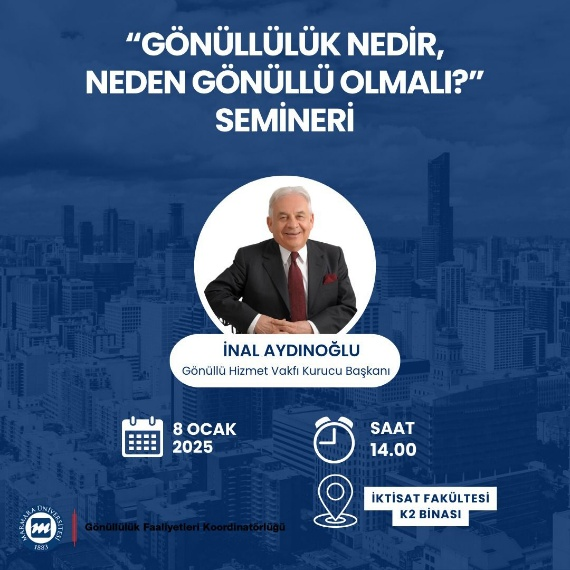 “GÖNÜLLÜLÜK NEDİR,
NEDEN GÖNÜLLÜ OLMALI?”
SEMİNERİ
İNAL AYDINOĞLU
Gönüllü Hizmet Vakfı Kurucu Başkanı
8 OCAK
2025
SAAT
14.00
İKTİSAT FAKÜLTESİ
K2 BİNASI
MARMARA ÜNİVERSİTESİ
1883
Gönüllülük Faaliyetleri Koordinatörlüğü